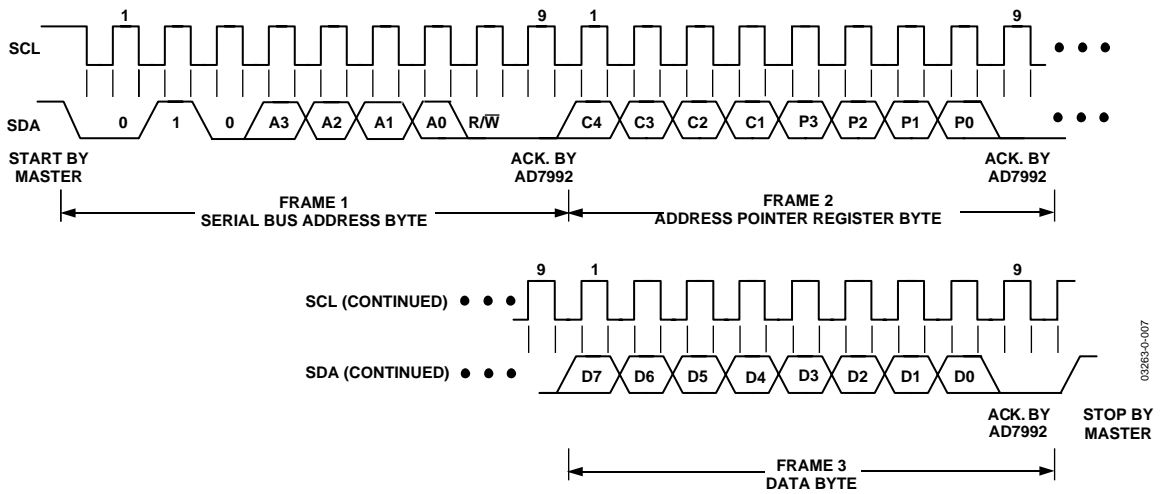 1 9 1 9
SCL
SDA 0 1 0 A3 A2 A1 A0 R/W̅ C4 C3 C2 C1 P3 P2 P1 P0
START BY MASTER
ACK. BY AD7992
ACK. BY AD7992
FRAME 1
SERIAL BUS ADDRESS BYTE
FRAME 2
ADDRESS POINTER REGISTER BYTE
9 1 9
SCL (CONTINUED)
SDA (CONTINUED) D7 D6 D5 D4 D3 D2 D1 D0
ACK. BY AD7992
STOP BY MASTER
FRAME 3
DATA BYTE
03263-0-007